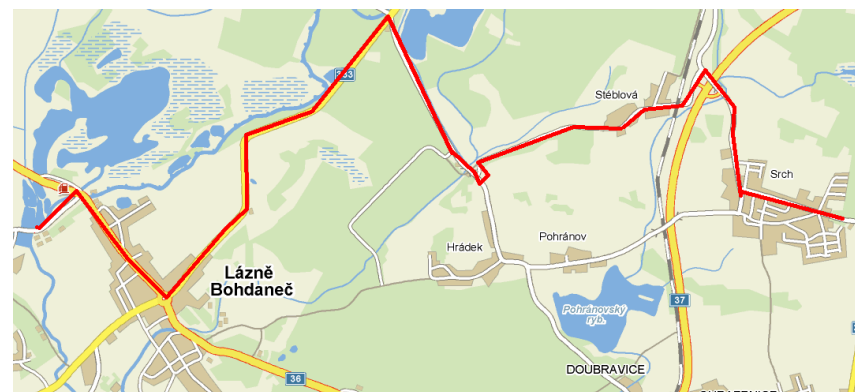 333
Stéblová
Srch
Hrádek
Pohránov
Lázně
Bohdaneč
Pohránovský
ryb.
37
DOUBRAVICE
36